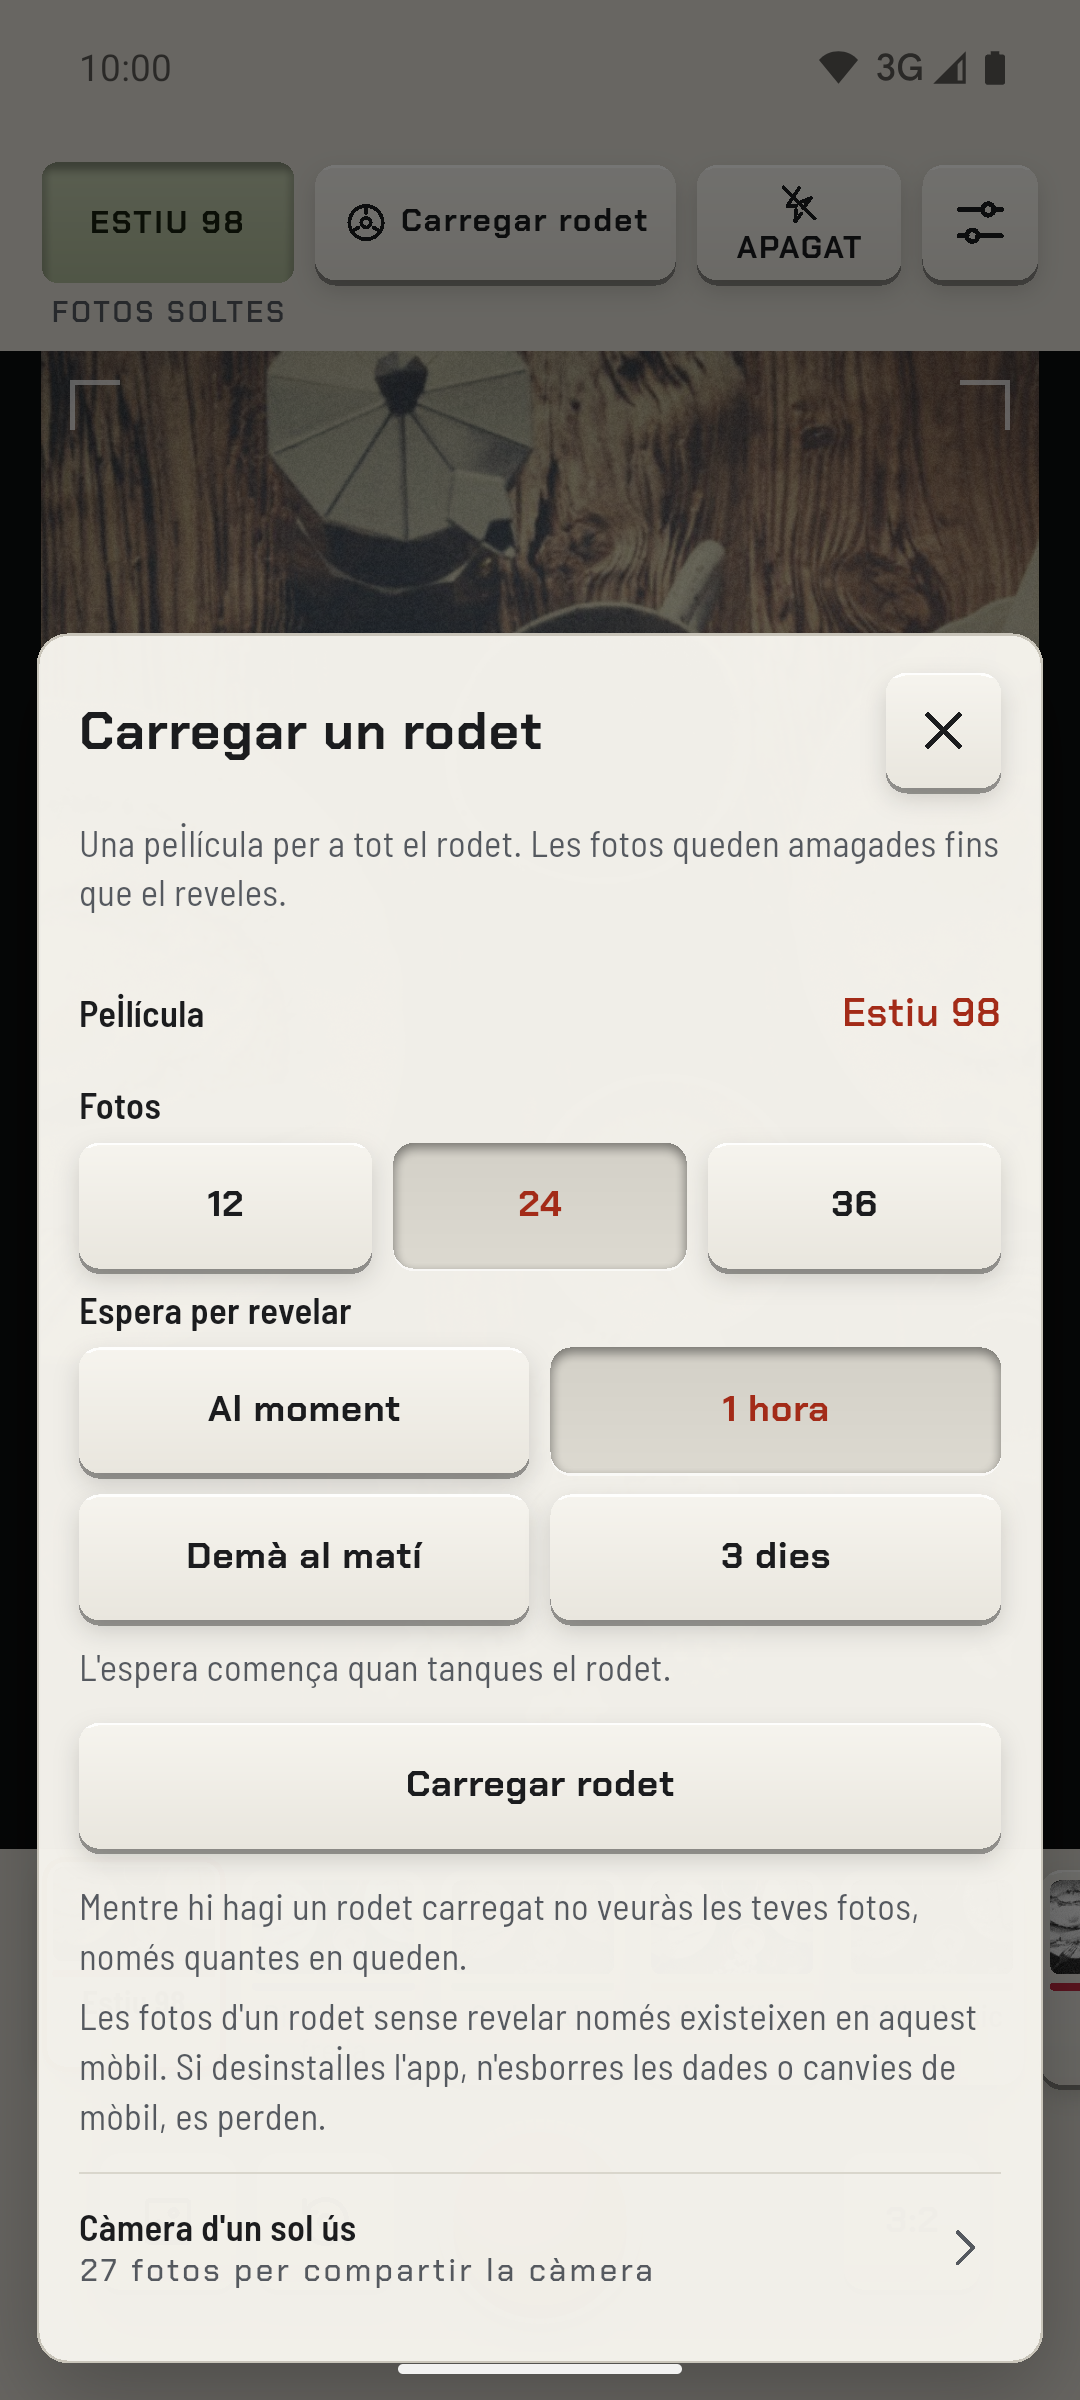 10:00
3G
ESTIU 98
Carregar rodet
APAGAT
FOTOS SOLTES
Carregar un rodet
Una pel·lícula per a tot el rodet. Les fotos queden amagades fins
que el reveles.
Pel·lícula
Estiu 98
Fotos
12
24
36
Espera per revelar
Al moment
1 hora
Demà al matí
3 dies
L'espera comença quan tanques el rodet.
Carregar rodet
Mentre hi hagi un rodet carregat no veuràs les teves fotos,
només quantes en queden.
Les fotos d'un rodet sense revelar només existeixen en aquest
mòbil. Si desinstal·les l'app, n'esborres les dades o canvies de
mòbil, es perden.
Càmera d'un sol ús
27 fotos per compartir la càmera